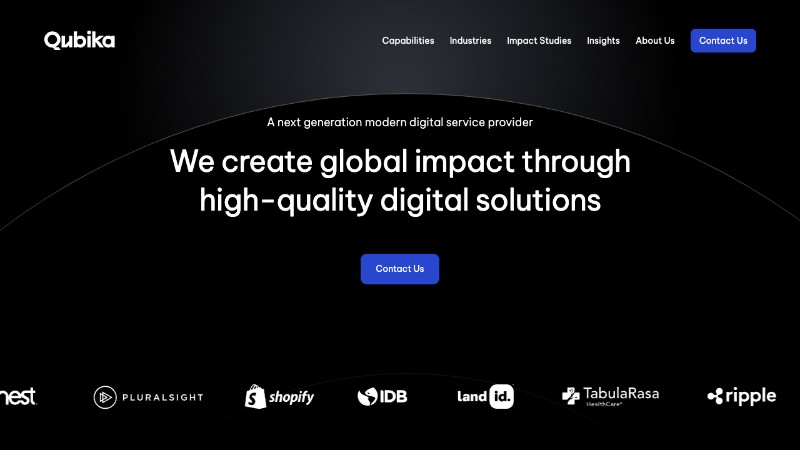 Qubika
Capabilities
Industries
Impact Studies
Insights
About Us
Contact Us
A next generation modern digital service provider
We create global impact through
high-quality digital solutions
Contact Us
nest
PLURALSIGHT
shopify
IDB
land id.
TabulaRasa
HealthCare
ripple